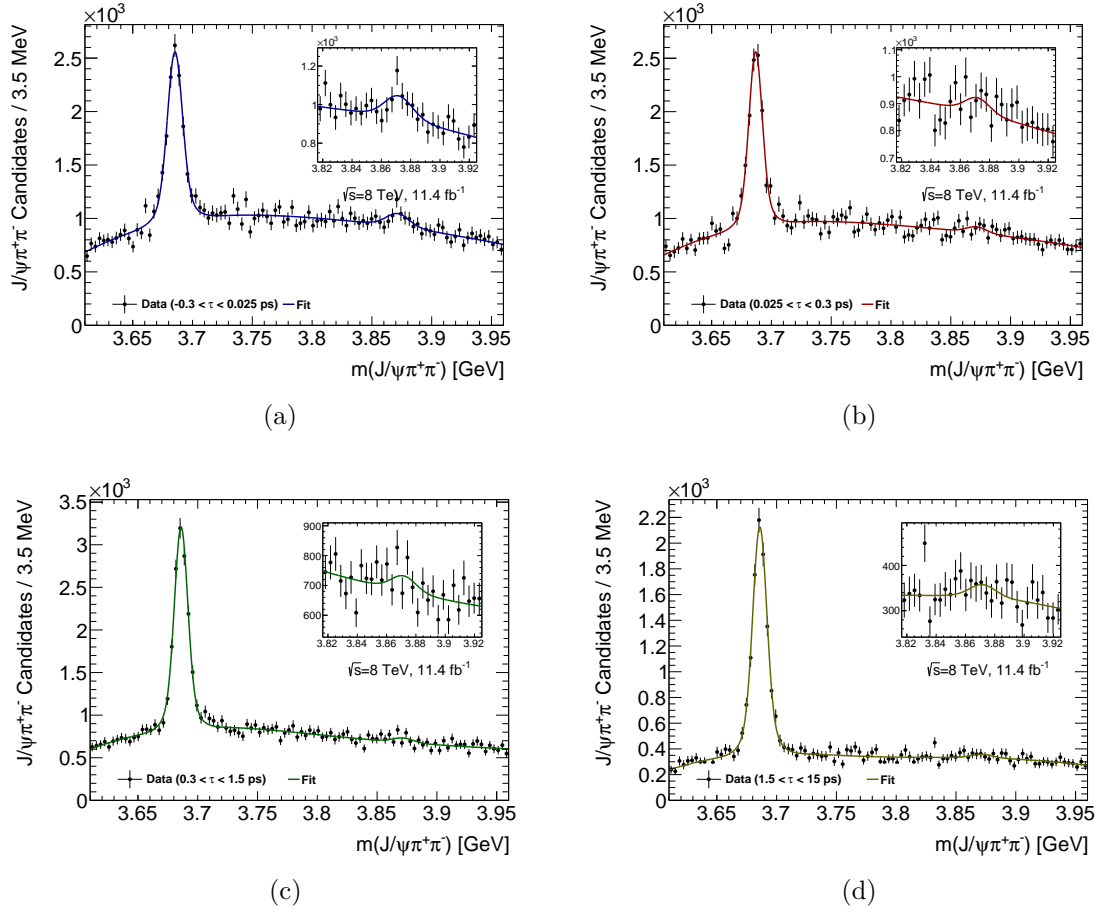 ×10³
J/ψπ⁺π⁻ Candidates / 3.5 MeV
2.5
2
1.5
1
0.5
0
×10³
1.2
1
0.8
3.82 3.84 3.86 3.88 3.9 3.92
√s=8 TeV, 11.4 fb⁻¹
Data (-0.3 < τ < 0.025 ps) Fit
3.65 3.7 3.75 3.8 3.85 3.9 3.95
m(J/ψπ⁺π⁻) [GeV]
(a)
×10³
J/ψπ⁺π⁻ Candidates / 3.5 MeV
2.5
2
1.5
1
0.5
0
×10³
1.1
1
0.9
0.8
0.7
3.82 3.84 3.86 3.88 3.9 3.92
√s=8 TeV, 11.4 fb⁻¹
Data (0.025 < τ < 0.3 ps) Fit
3.65 3.7 3.75 3.8 3.85 3.9 3.95
m(J/ψπ⁺π⁻) [GeV]
(b)
×10³
J/ψπ⁺π⁻ Candidates / 3.5 MeV
3.5
3
2.5
2
1.5
1
0.5
0
900
800
700
600
3.82 3.84 3.86 3.88 3.9 3.92
√s=8 TeV, 11.4 fb⁻¹
Data (0.3 < τ < 1.5 ps) Fit
3.65 3.7 3.75 3.8 3.85 3.9 3.95
m(J/ψπ⁺π⁻) [GeV]
(c)
×10³
J/ψπ⁺π⁻ Candidates / 3.5 MeV
2.2
2
1.8
1.6
1.4
1.2
1
0.8
0.6
0.4
0.2
0
400
300
3.82 3.84 3.86 3.88 3.9 3.92
√s=8 TeV, 11.4 fb⁻¹
Data (1.5 < τ < 15 ps) Fit
3.65 3.7 3.75 3.8 3.85 3.9 3.95
m(J/ψπ⁺π⁻) [GeV]
(d)